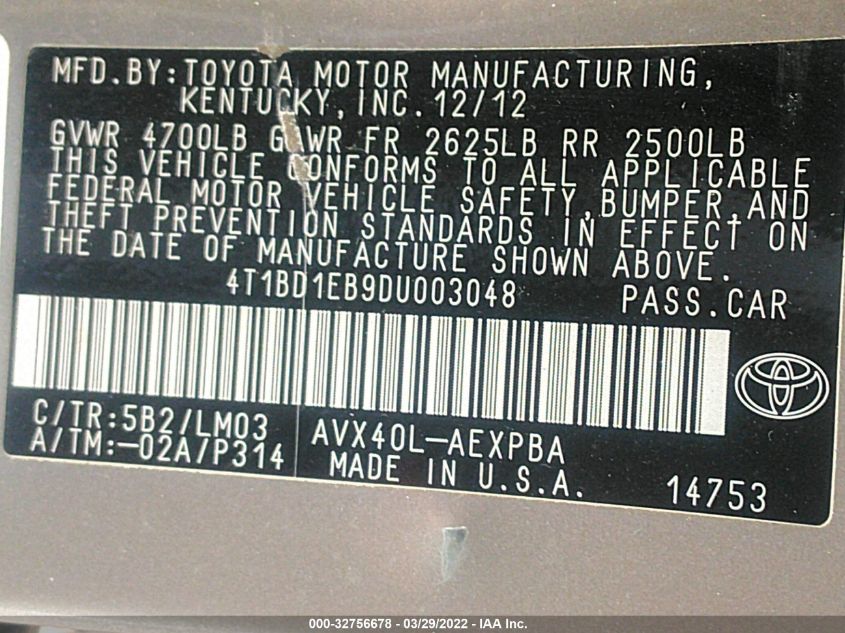 MFD.BY:TOYOTA MOTOR MANUFACTURING,
KENTUCKY,INC. 12/12
GVWR 4700LB GAWR FR 2625LB RR 2500LB
THIS VEHICLE CONFORMS TO ALL APPLICABLE
FEDERAL MOTOR VEHICLE SAFETY,BUMPER,AND
THEFT PREVENTION STANDARDS IN EFFECT ON
THE DATE OF MANUFACTURE SHOWN ABOVE.
4T1BD1EB9DU003048 PASS.CAR
C/TR:5B2/LM03 AVX40L-AEXPBA
A/TM:-02A/P314 MADE IN U.S.A. 14753
000-32756678 - 03/29/2022 - IAA Inc.